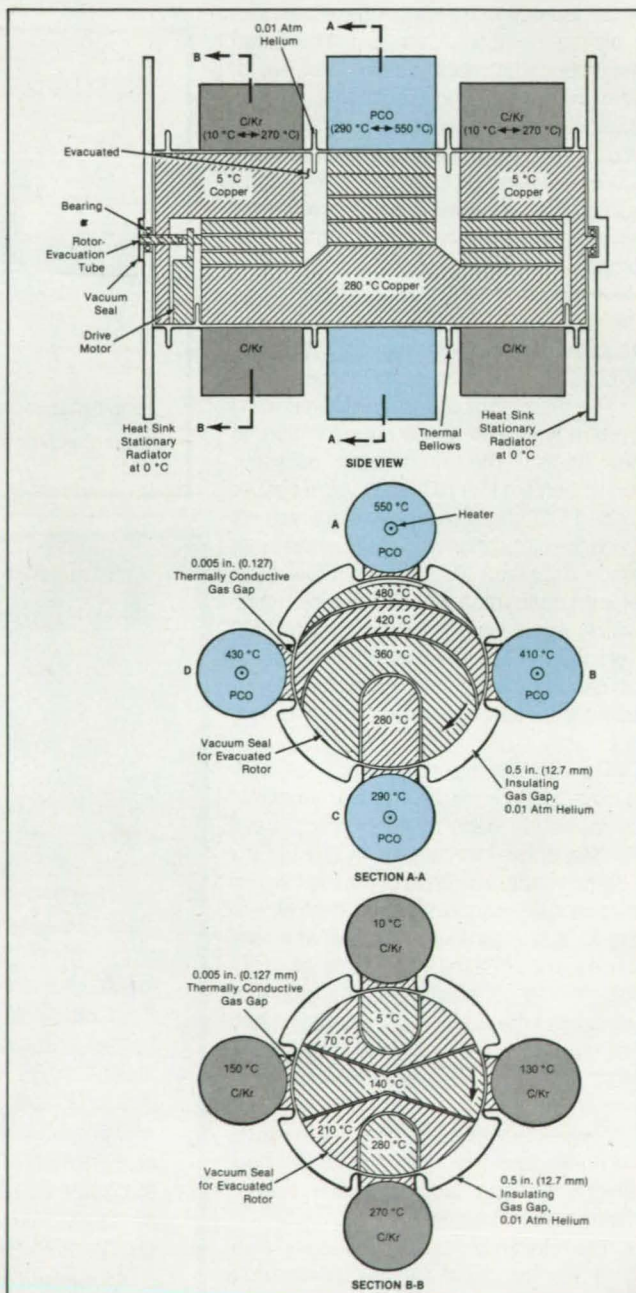 0.01 Atm
Helium
A
B
C/Kr
(10 °C ↔ 270 °C)
PCO
(290 °C ↔ 550 °C)
C/Kr
(10 °C ↔ 270 °C)
Evacuated
5 °C
Copper
5 °C
Copper
Bearing
Rotor-
Evacuation
Tube
Vacuum
Seal
280 °C Copper
Drive
Motor
C/Kr
C/Kr
B
A
Heat Sink
Stationary
Radiator
at 0 °C
Thermal
Bellows
Heat Sink
Stationary
Radiator
at 0 °C
SIDE VIEW
A
550 °C
PCO
Heater
0.005 in. (0.127)
Thermally Conductive
Gas Gap
480 °C
420 °C
360 °C
D
430 °C
PCO
410 °C
PCO
B
280 °C
Vacuum Seal
for Evacuated
Rotor
0.5 in. (12.7 mm)
Insulating
Gas Gap,
0.01 Atm Helium
290 °C
PCO
C
SECTION A-A
10 °C
C/Kr
0.005 in. (0.127 mm)
Thermally Conductive
Gas Gap
5 °C
70 °C
150 °C
C/Kr
140 °C
130 °C
C/Kr
210 °C
280 °C
Vacuum Seal
for Evacuated
Rotor
0.5 in. (12.7 mm)
Insulating
Gas Gap,
0.01 Atm Helium
270 °C
C/Kr
SECTION B-B